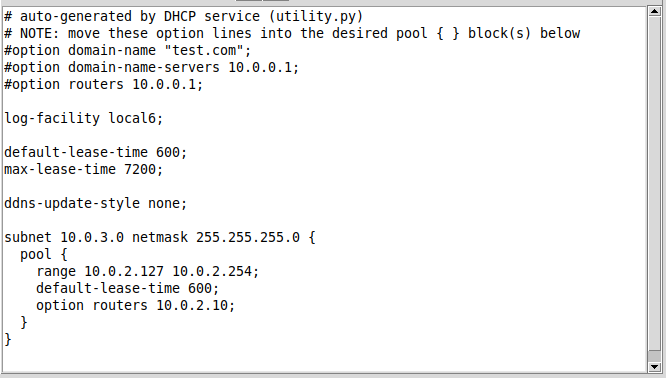 # auto-generated by DHCP service (utility.py)
# NOTE: move these option lines into the desired pool { } block(s) below
#option domain-name "test.com";
#option domain-name-servers 10.0.0.1;
#option routers 10.0.0.1;

log-facility local6;

default-lease-time 600;
max-lease-time 7200;

ddns-update-style none;

subnet 10.0.3.0 netmask 255.255.255.0 {
  pool {
    range 10.0.2.127 10.0.2.254;
    default-lease-time 600;
    option routers 10.0.2.10;
  }
}